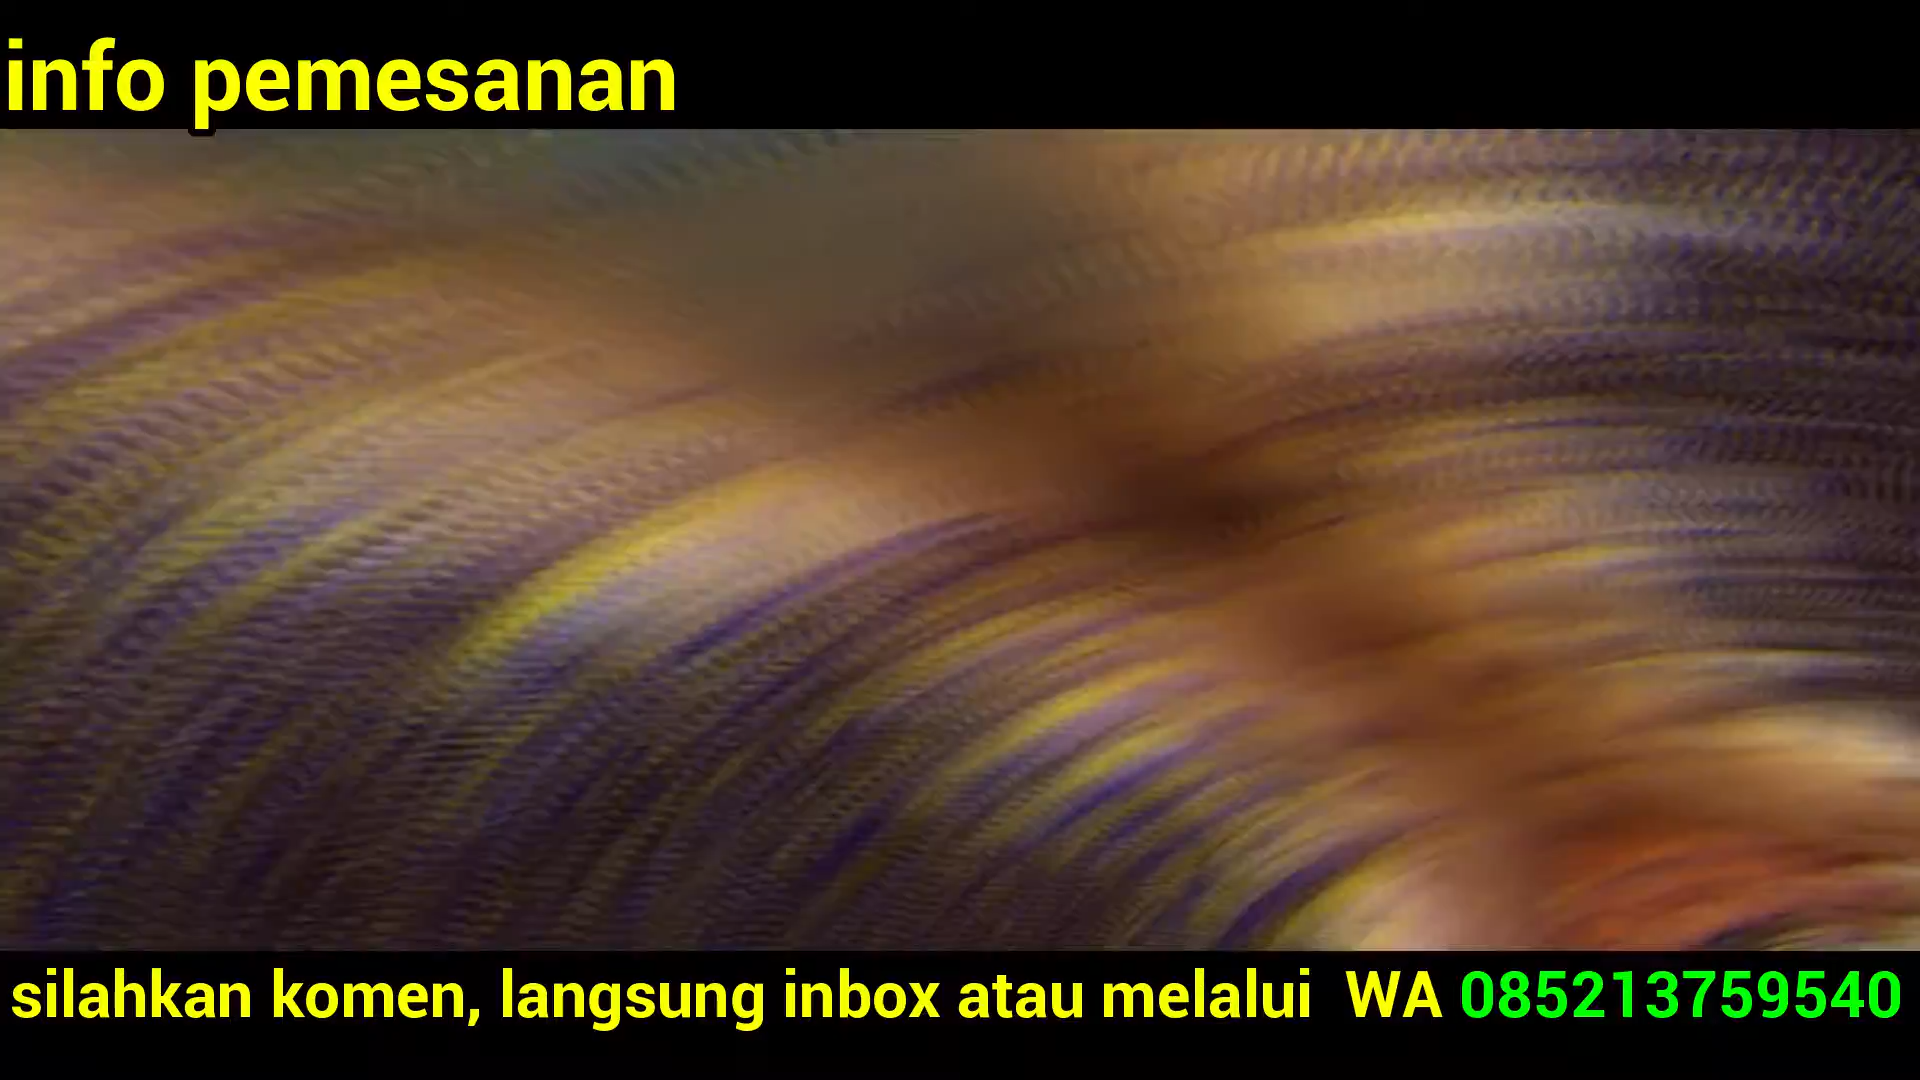 info pemesanan
silahkan komen, langsung inbox atau melalui WA 085213759540